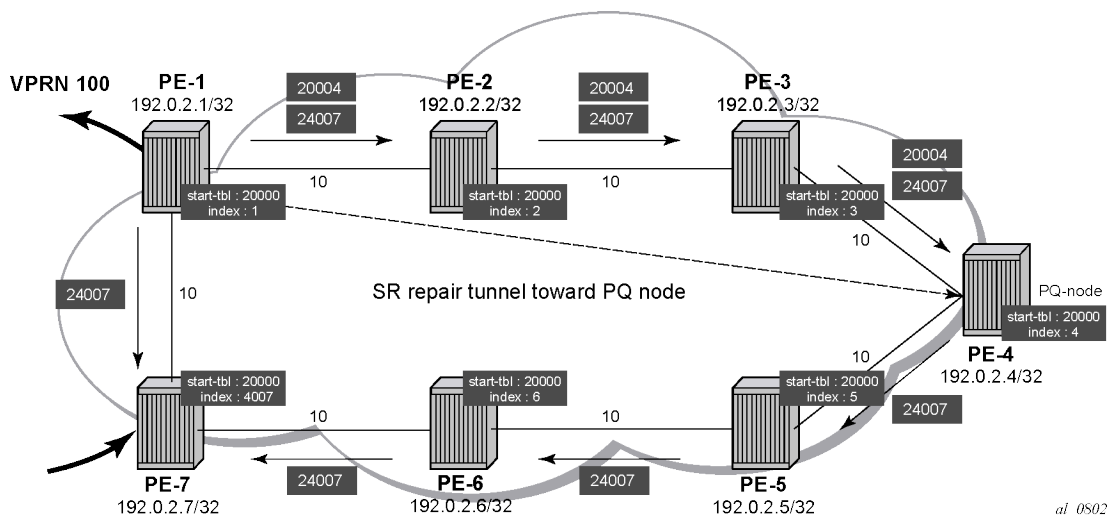 VPRN 100
PE-1
192.0.2.1/32
PE-2
192.0.2.2/32
PE-3
192.0.2.3/32
20004
24007
20004
24007
20004
24007
10
10
10
start-tbl : 20000
index : 1
start-tbl : 20000
index : 2
start-tbl : 20000
index : 3
24007
10
SR repair tunnel toward PQ node
PQ-node
start-tbl : 20000
index : 4
PE-4
192.0.2.4/32
10
24007
start-tbl : 20000
index : 4007
start-tbl : 20000
index : 6
start-tbl : 20000
index : 5
10
10
24007
24007
PE-7
192.0.2.7/32
PE-6
192.0.2.6/32
PE-5
192.0.2.5/32
al_0802